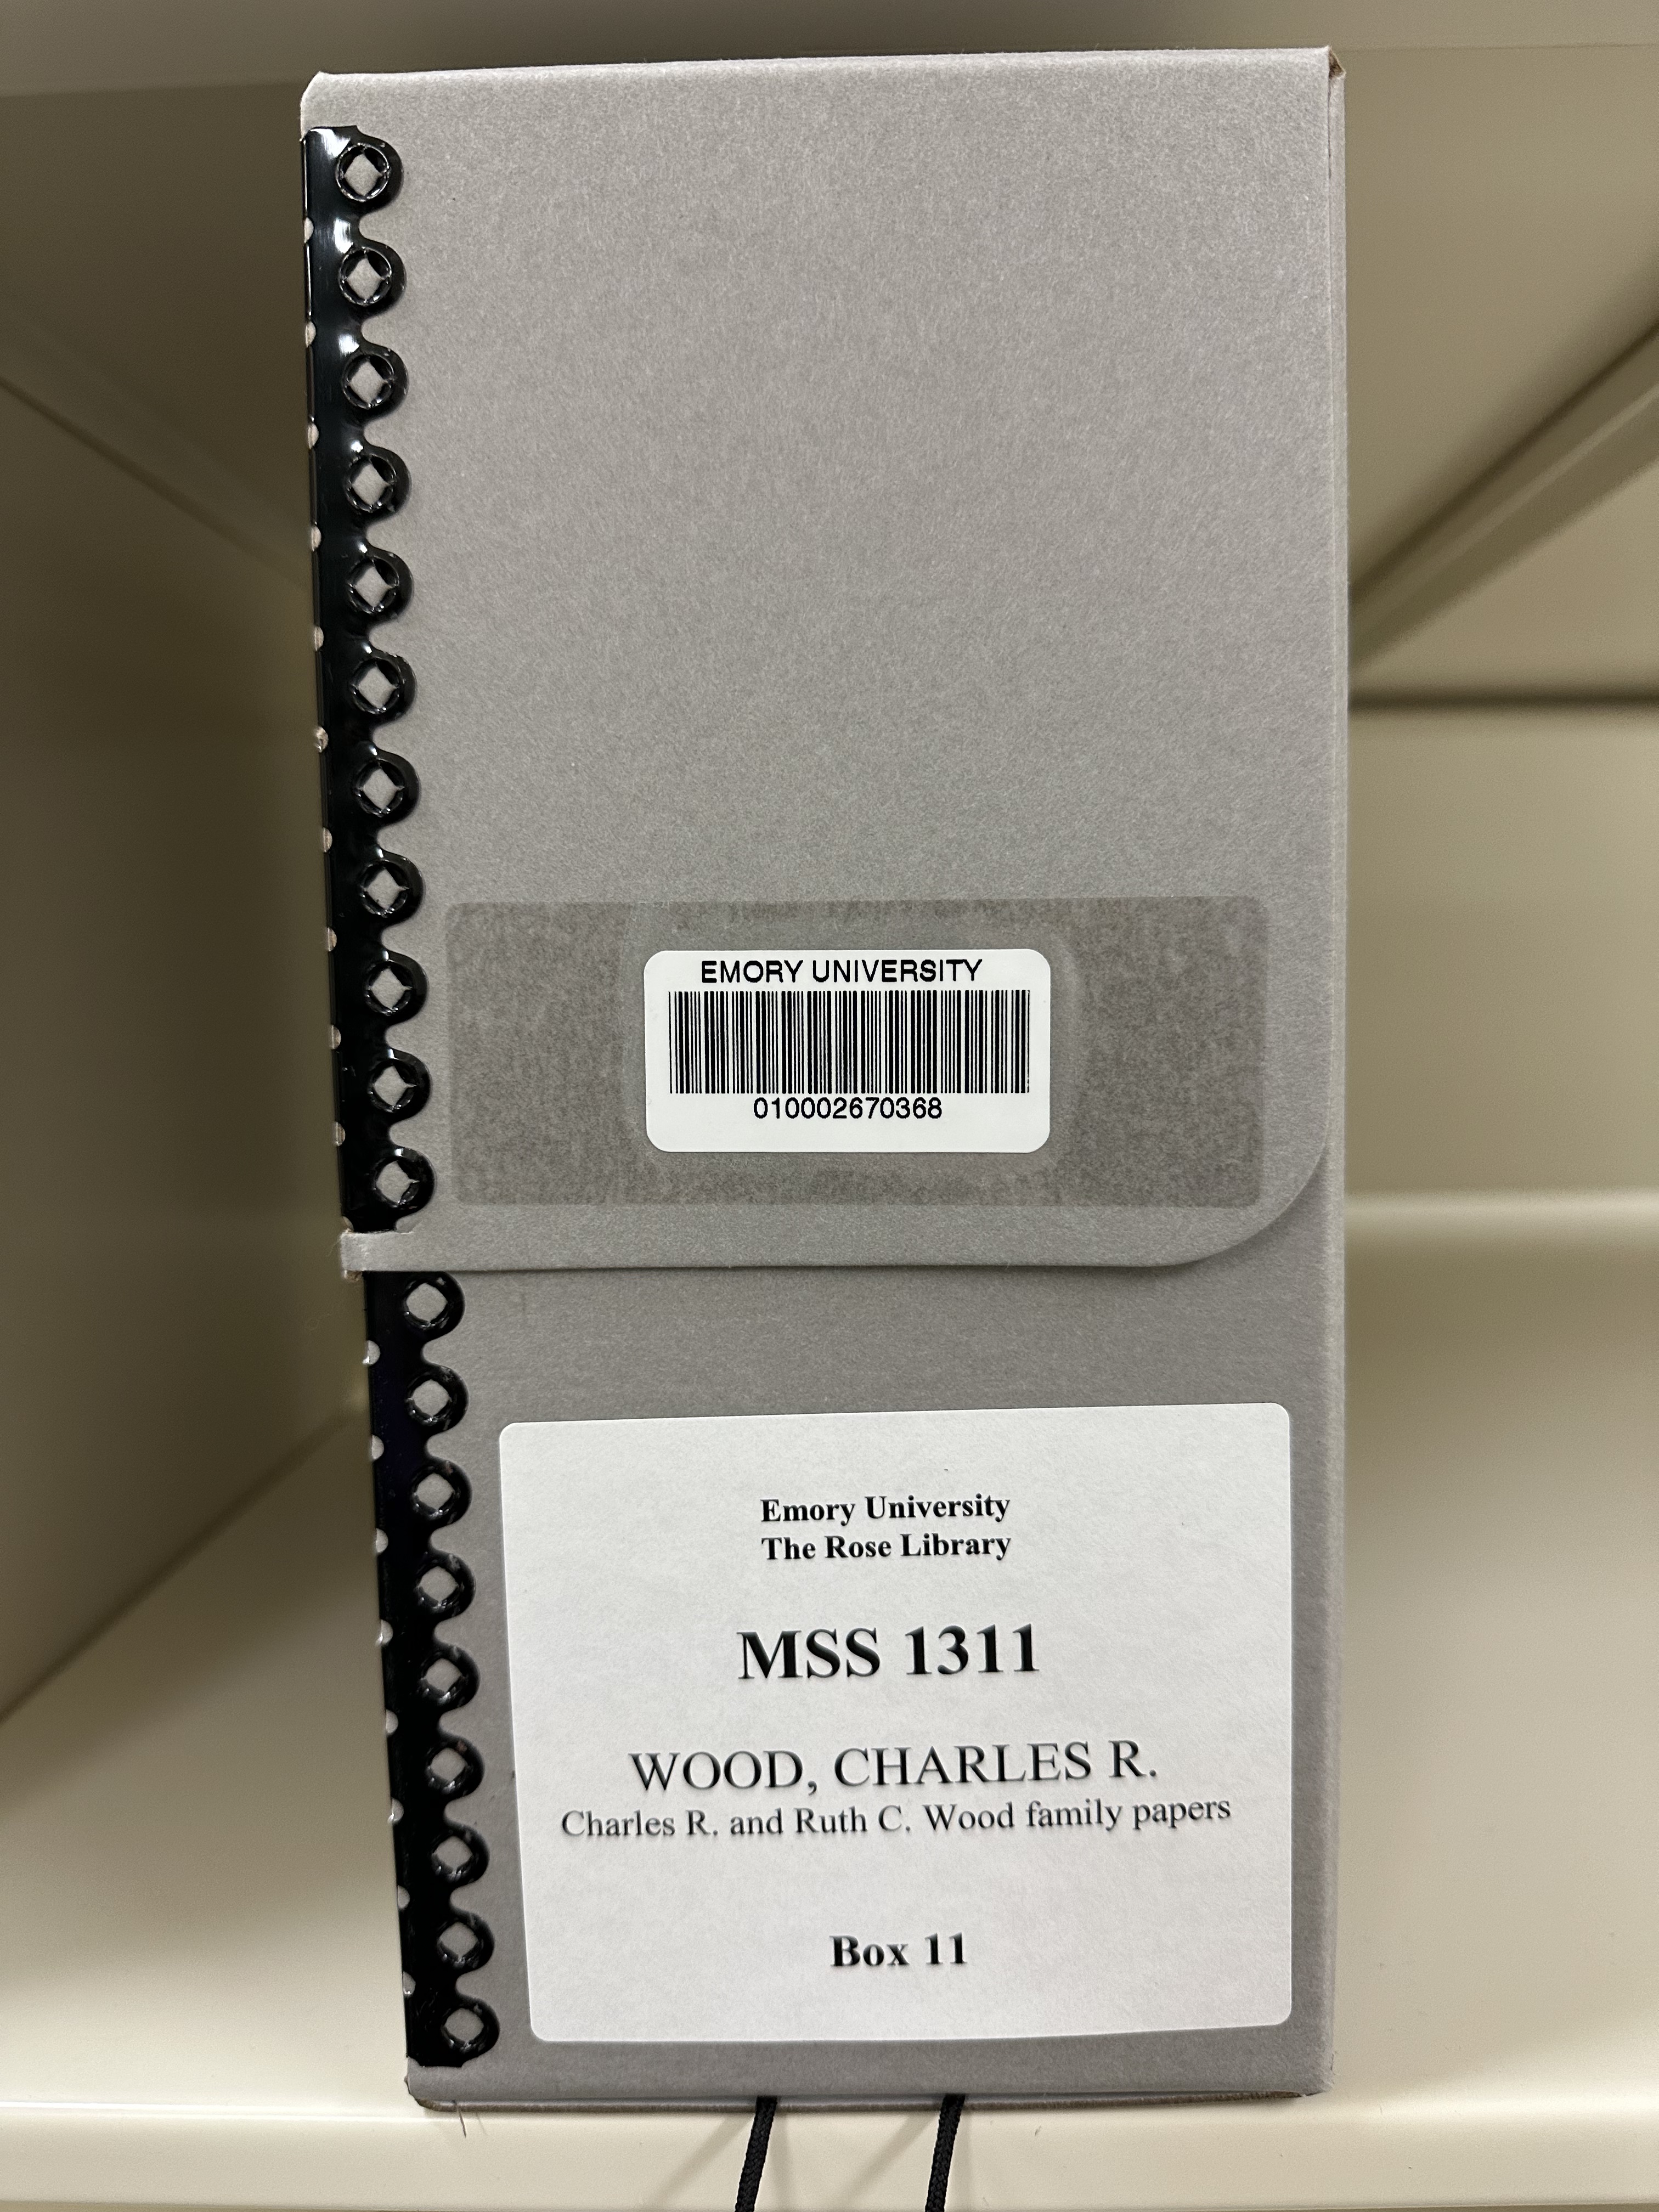 EMORY UNIVERSITY
010002670368
Emory University
The Rose Library
MSS 1311
WOOD, CHARLES R.
Charles R. and Ruth C. Wood family papers
Box 11